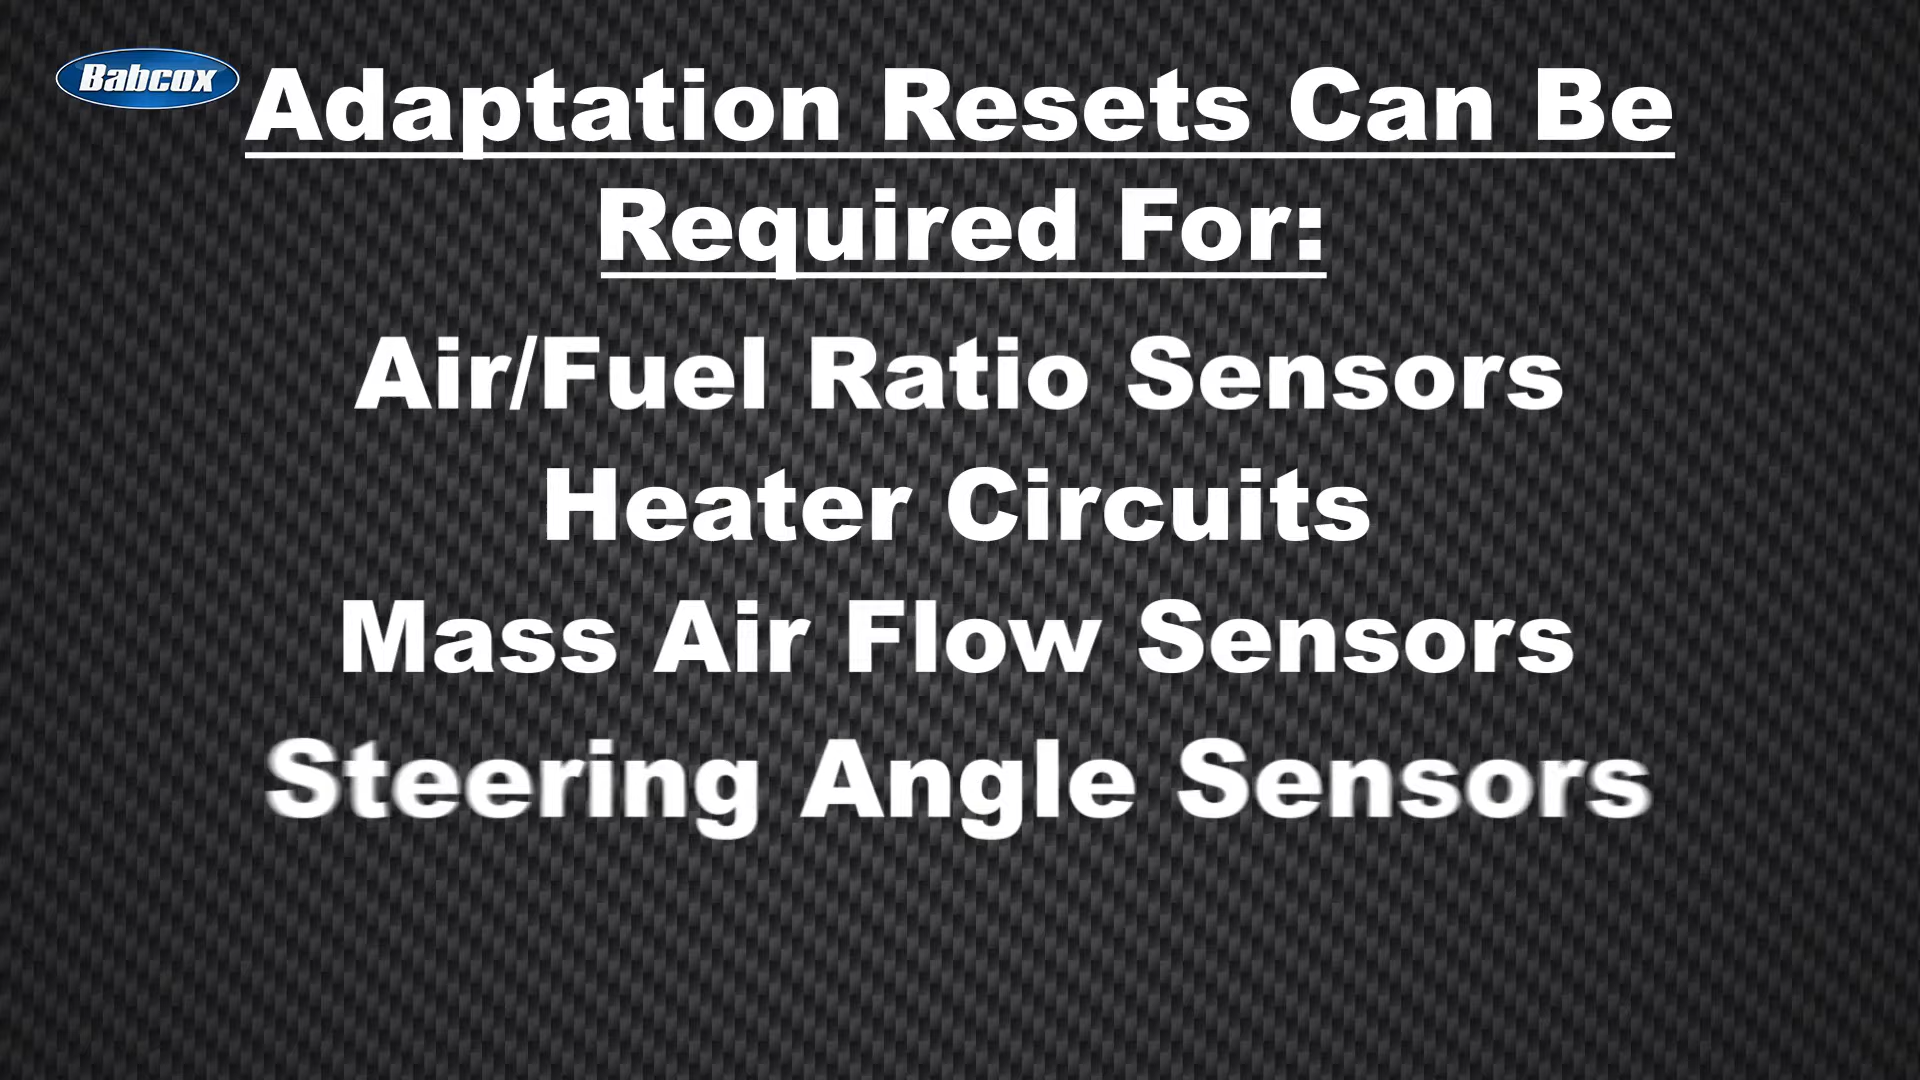 Babcox
Adaptation Resets Can Be
Required For:
Air/Fuel Ratio Sensors
Heater Circuits
Mass Air Flow Sensors
Steering Angle Sensors